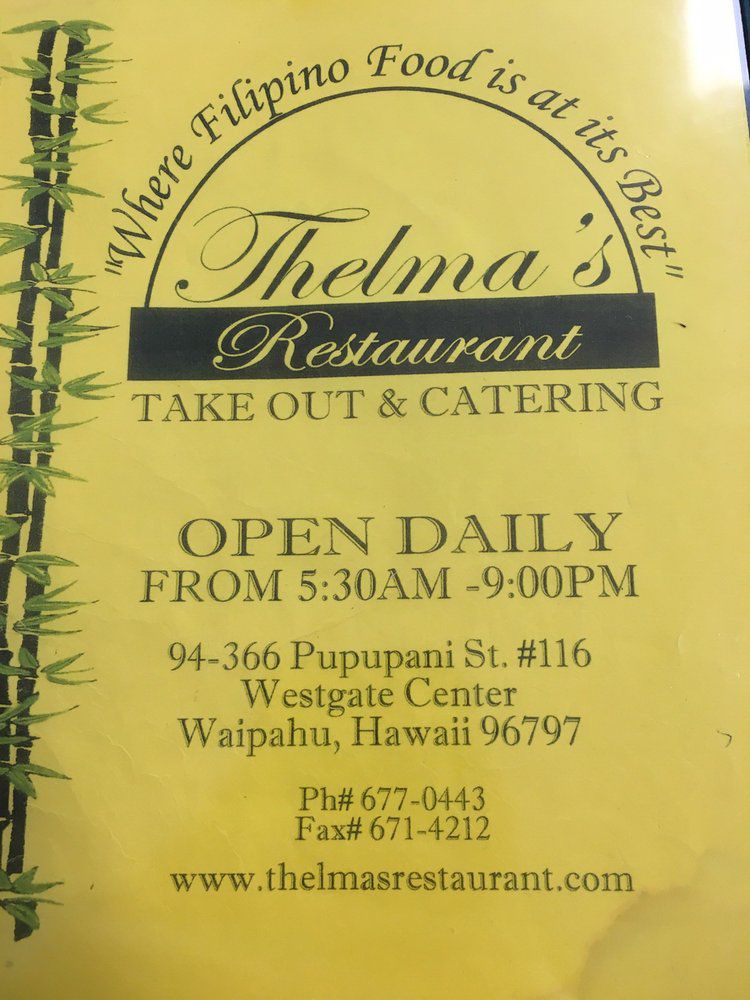 "Where Filipino Food is at its Best"
Thelma's
Restaurant
TAKE OUT & CATERING
OPEN DAILY
FROM 5:30AM -9:00PM
94-366 Pupupani St. #116
Westgate Center
Waipahu, Hawaii 96797
Ph# 677-0443
Fax# 671-4212
www.thelmasrestaurant.com